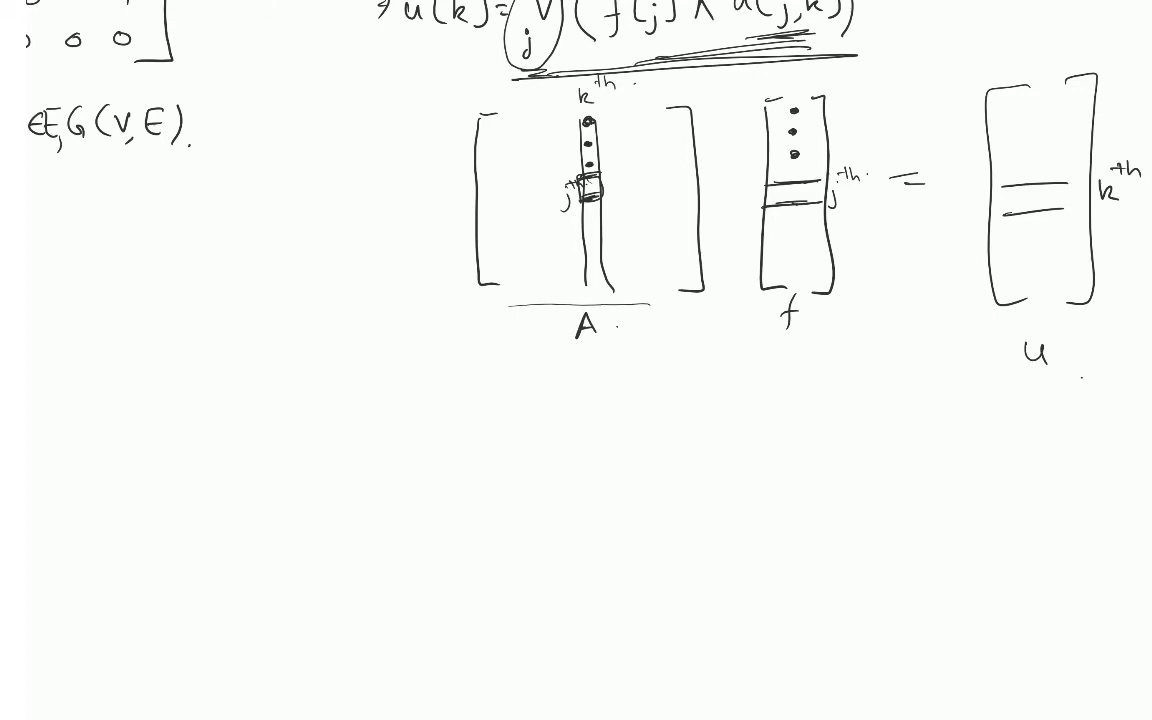 ⇒ u[k] = ∨ ( f[j] ∧ a[j,k] )
j
, 0 0 ]
∈E, G(V,E).
kth.
jth
jth. =
kth
A.
f
u